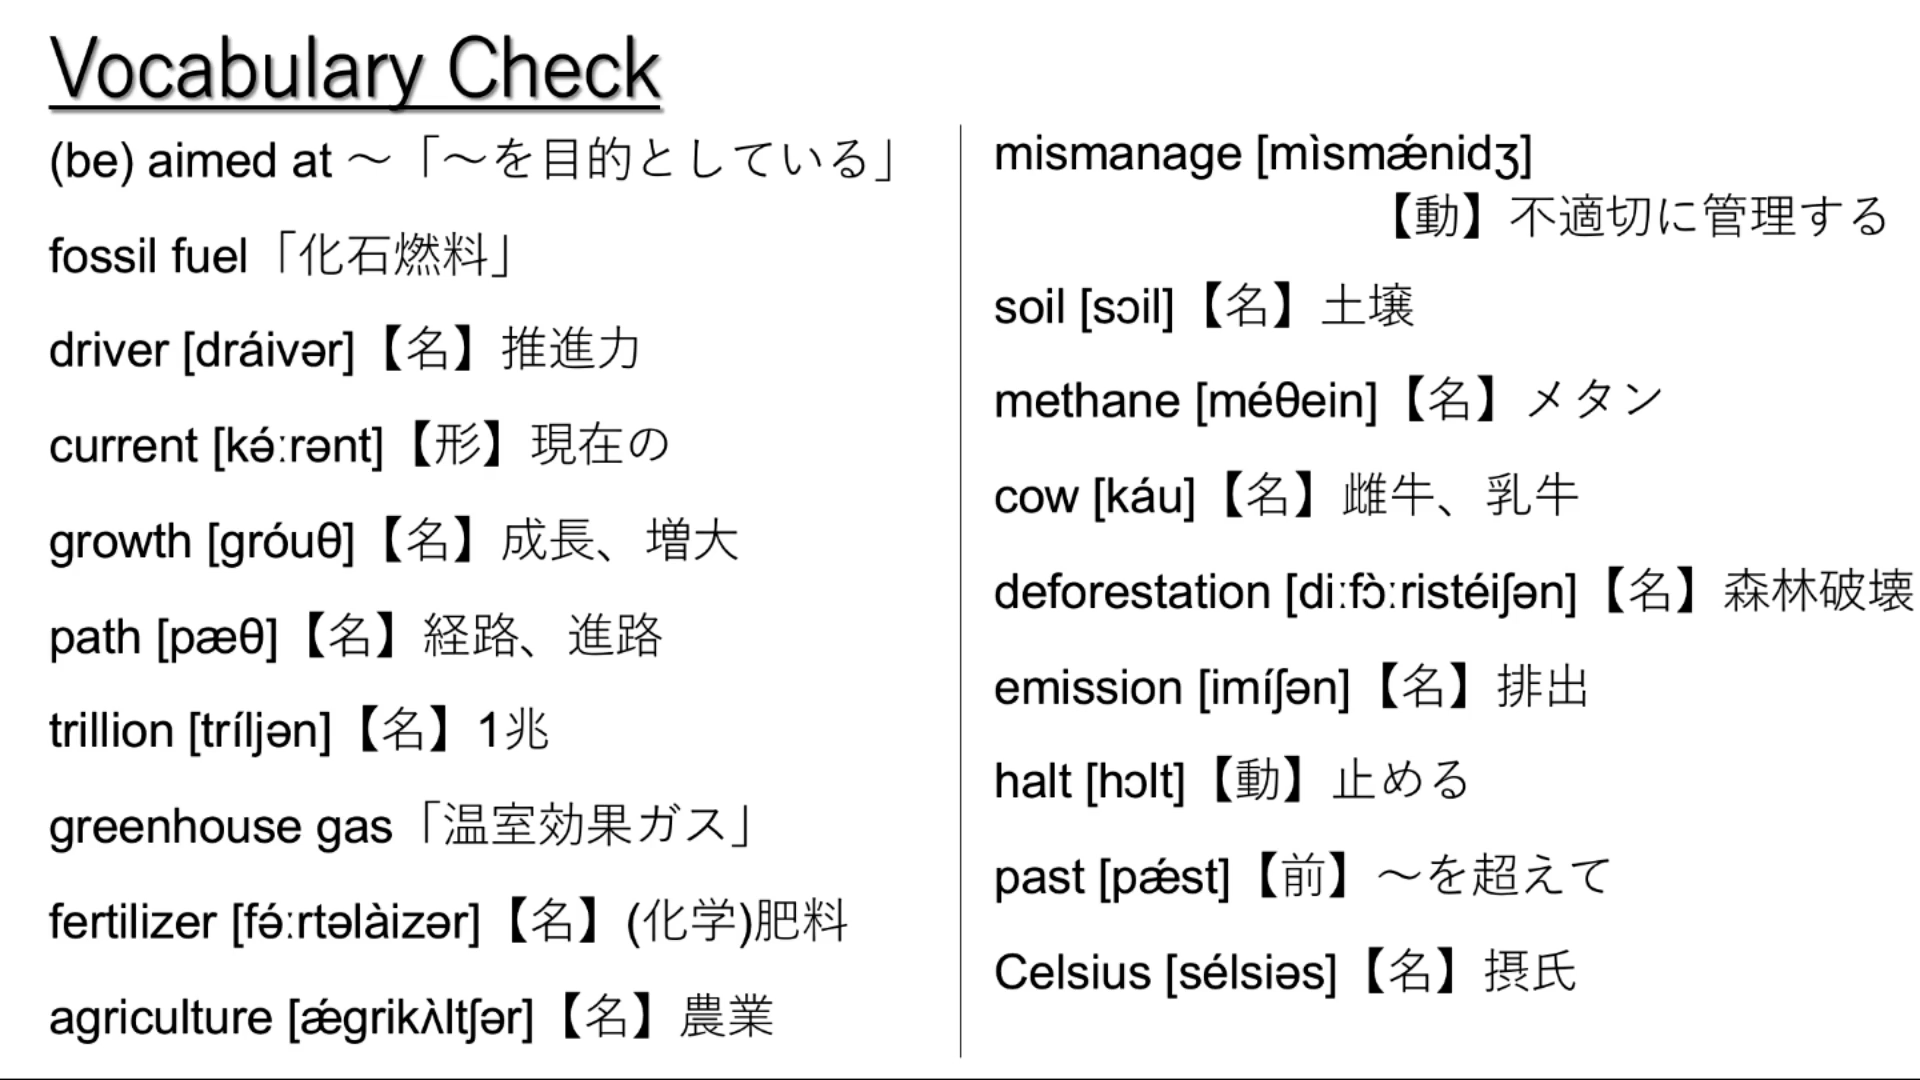 Vocabulary Check
(be) aimed at ～「～を目的としている」
fossil fuel「化石燃料」
driver [dráivər]【名】推進力
current [kə́ːrənt]【形】現在の
growth [gróuθ]【名】成長、増大
path [pæθ]【名】経路、進路
trillion [tríljən]【名】1兆
greenhouse gas「温室効果ガス」
fertilizer [fə́ːrtəlàizər]【名】(化学)肥料
agriculture [ǽgrikʌ̀ltʃər]【名】農業
mismanage [mìsmǽnidʒ]
【動】不適切に管理する
soil [sɔil]【名】土壌
methane [méθein]【名】メタン
cow [káu]【名】雌牛、乳牛
deforestation [diːfɔ̀ːristéiʃən]【名】森林破壊
emission [imíʃən]【名】排出
halt [hɔlt]【動】止める
past [pǽst]【前】～を超えて
Celsius [sélsiəs]【名】摂氏